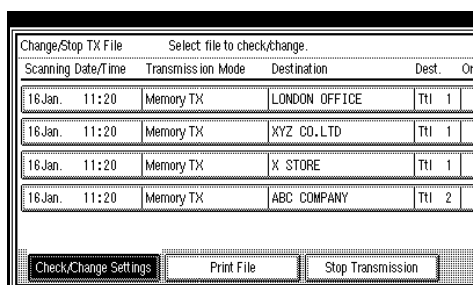 Change/Stop TX File Select file to check/change.
Scanning Date/Time Transmission Mode Destination Dest.
16Jan. 11:20 Memory TX LONDON OFFICE Ttl 1
16Jan. 11:20 Memory TX XYZ CO.LTD Ttl 1
16Jan. 11:20 Memory TX X STORE Ttl 1
16Jan. 11:20 Memory TX ABC COMPANY Ttl 2
Check/Change Settings Print File Stop Transmission